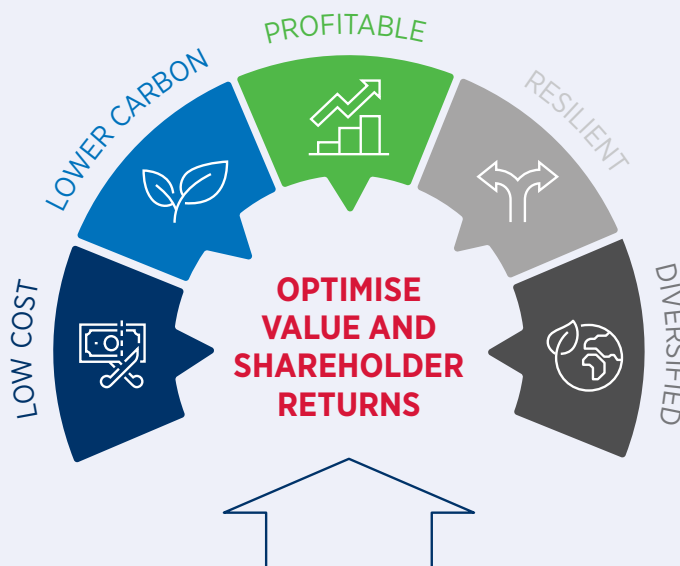 LOW COST
LOWER CARBON
PROFITABLE
RESILIENT
DIVERSIFIED
OPTIMISE
VALUE AND
SHAREHOLDER
RETURNS